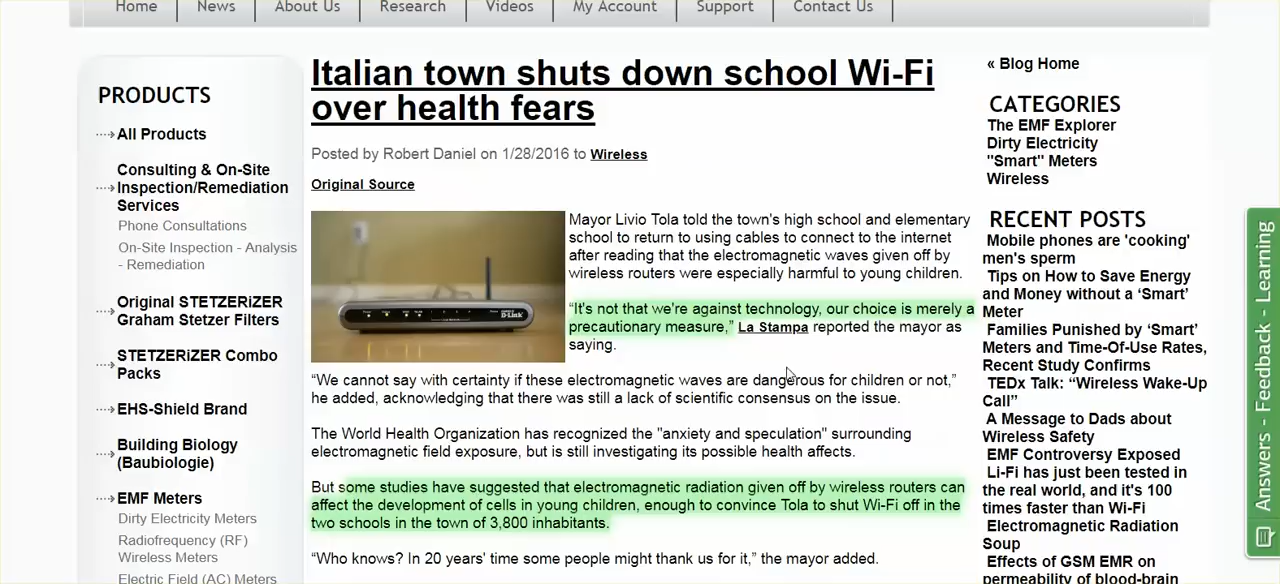 Home
News
About Us
Research
Videos
My Account
Support
Contact Us
PRODUCTS
All Products
Consulting & On-Site
Inspection/Remediation
Services
Phone Consultations
On-Site Inspection - Analysis
- Remediation
Original STETZERiZER
Graham Stetzer Filters
STETZERiZER Combo
Packs
EHS-Shield Brand
Building Biology
(Baubiologie)
EMF Meters
Dirty Electricity Meters
Radiofrequency (RF)
Wireless Meters
Electric Field (AC) Meters
Italian town shuts down school Wi-Fi
over health fears
Posted by Robert Daniel on 1/28/2016 to Wireless
Original Source
D-Link
Mayor Livio Tola told the town's high school and elementary
school to return to using cables to connect to the internet
after reading that the electromagnetic waves given off by
wireless routers were especially harmful to young children.
“It's not that we're against technology, our choice is merely a
precautionary measure,” La Stampa reported the mayor as
saying.
“We cannot say with certainty if these electromagnetic waves are dangerous for children or not,”
he added, acknowledging that there was still a lack of scientific consensus on the issue.
The World Health Organization has recognized the "anxiety and speculation" surrounding
electromagnetic field exposure, but is still investigating its possible health affects.
But some studies have suggested that electromagnetic radiation given off by wireless routers can
affect the development of cells in young children, enough to convince Tola to shut Wi-Fi off in the
two schools in the town of 3,800 inhabitants.
“Who knows? In 20 years' time some people might thank us for it,” the mayor added.
« Blog Home
CATEGORIES
The EMF Explorer
Dirty Electricity
"Smart" Meters
Wireless
RECENT POSTS
Mobile phones are 'cooking'
men's sperm
Tips on How to Save Energy
and Money without a ‘Smart’
Meter
Families Punished by ‘Smart’
Meters and Time-Of-Use Rates,
Recent Study Confirms
TEDx Talk: “Wireless Wake-Up
Call”
A Message to Dads about
Wireless Safety
EMF Controversy Exposed
Li-Fi has just been tested in
the real world, and it's 100
times faster than Wi-Fi
Electromagnetic Radiation
Soup
Effects of GSM EMR on
permeability of blood-brain
Answers - Feedback - Learning